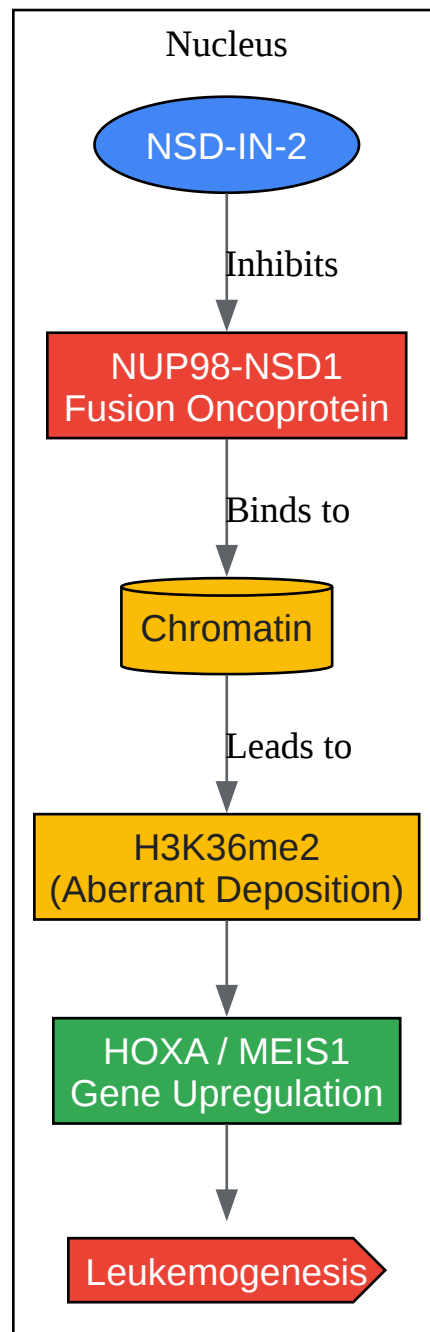 Nucleus
NSD-IN-2
Inhibits
NUP98-NSD1
Fusion Oncoprotein
Binds to
Chromatin
Leads to
H3K36me2
(Aberrant Deposition)
HOXA / MEIS1
Gene Upregulation
Leukemogenesis